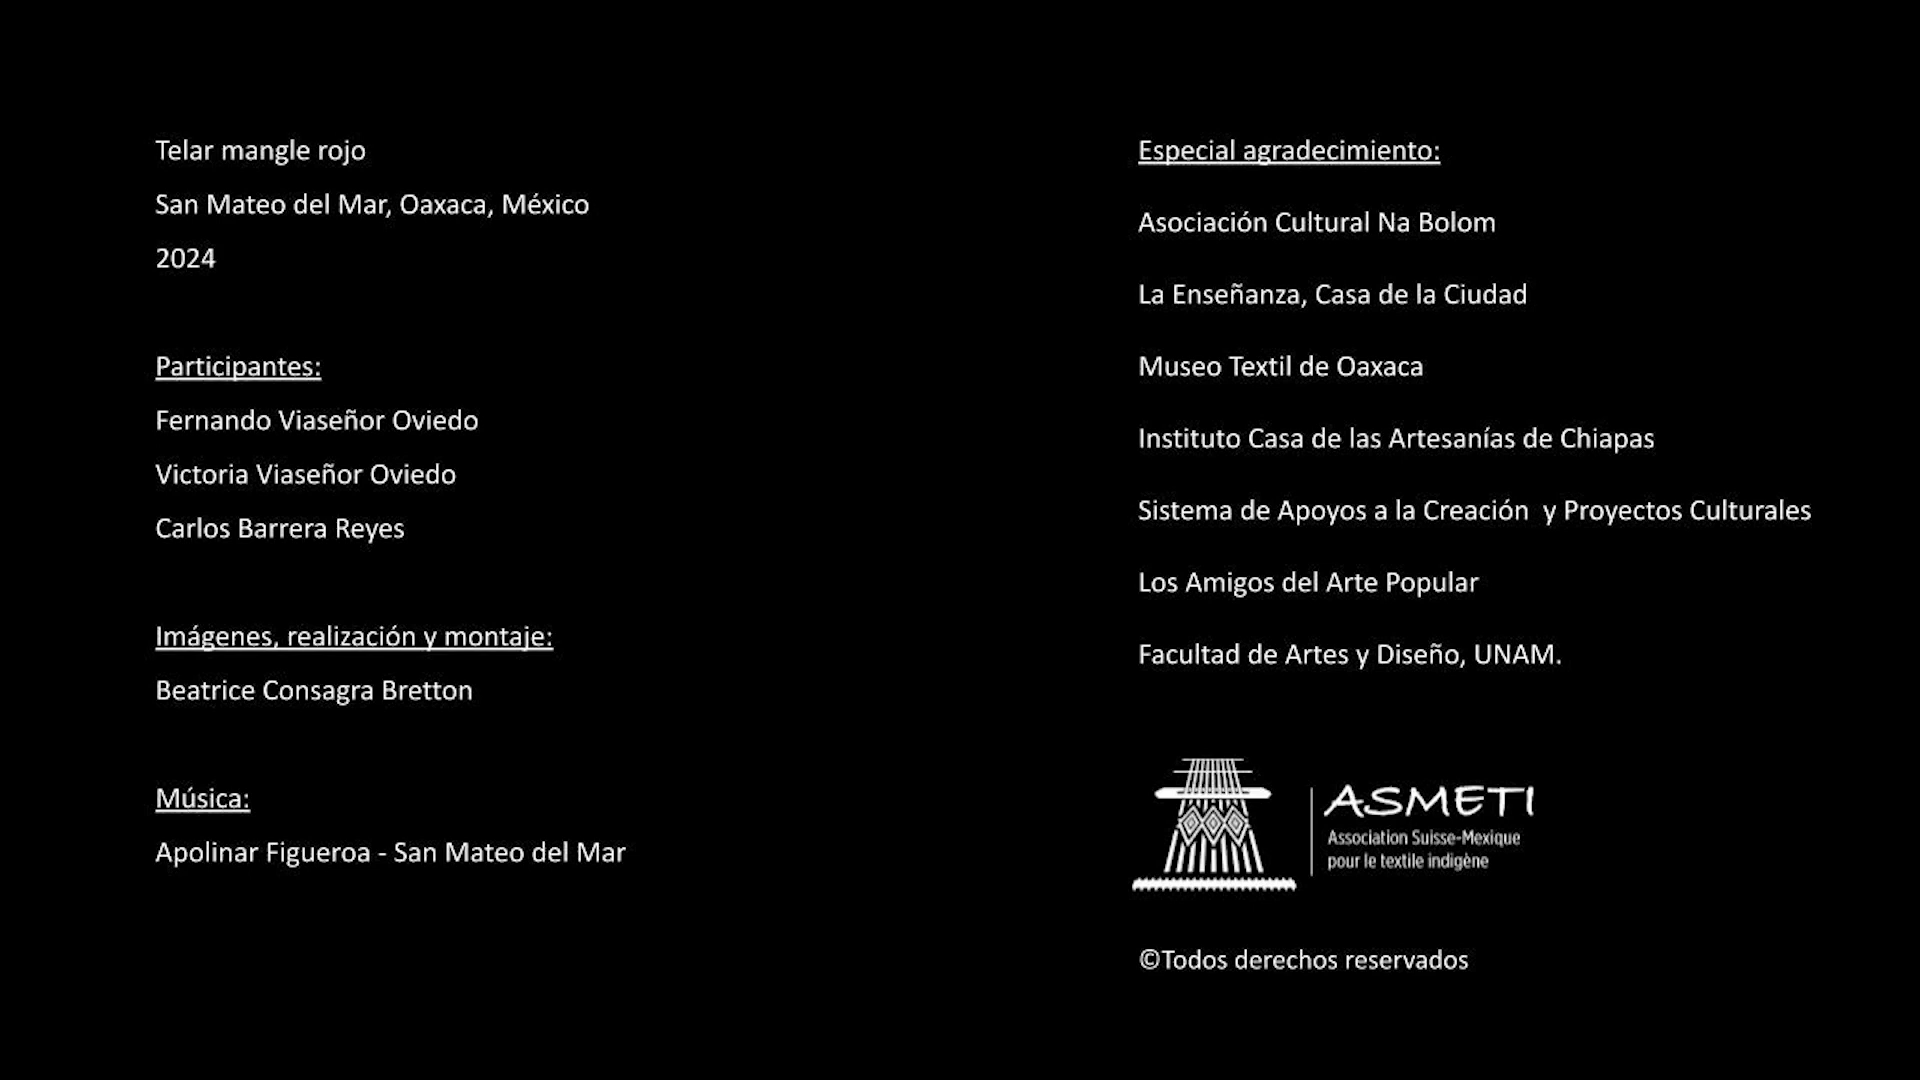 Telar mangle rojo
San Mateo del Mar, Oaxaca, México
2024
Participantes:
Fernando Viaseñor Oviedo
Victoria Viaseñor Oviedo
Carlos Barrera Reyes
Imágenes, realización y montaje:
Beatrice Consagra Bretton
Música:
Apolinar Figueroa - San Mateo del Mar
Especial agradecimiento:
Asociación Cultural Na Bolom
La Enseñanza, Casa de la Ciudad
Museo Textil de Oaxaca
Instituto Casa de las Artesanías de Chiapas
Sistema de Apoyos a la Creación  y Proyectos Culturales
Los Amigos del Arte Popular
Facultad de Artes y Diseño, UNAM.
ASMETI
Association Suisse-Mexique
pour le textile indigène
©Todos derechos reservados